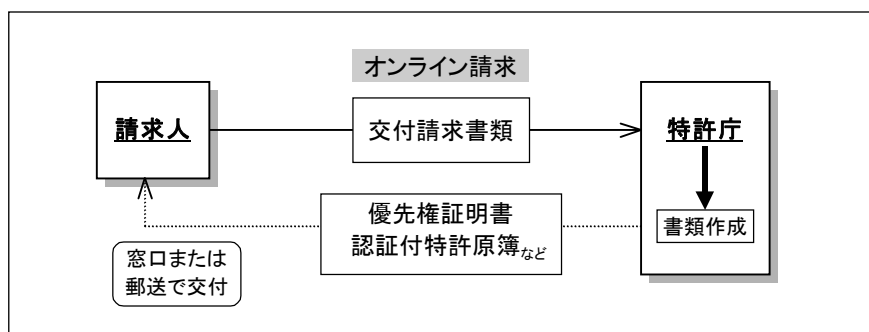 オンライン請求
請求人
交付請求書類
特許庁
書類作成
優先権証明書
認証付特許原簿など
窓口または
郵送で交付